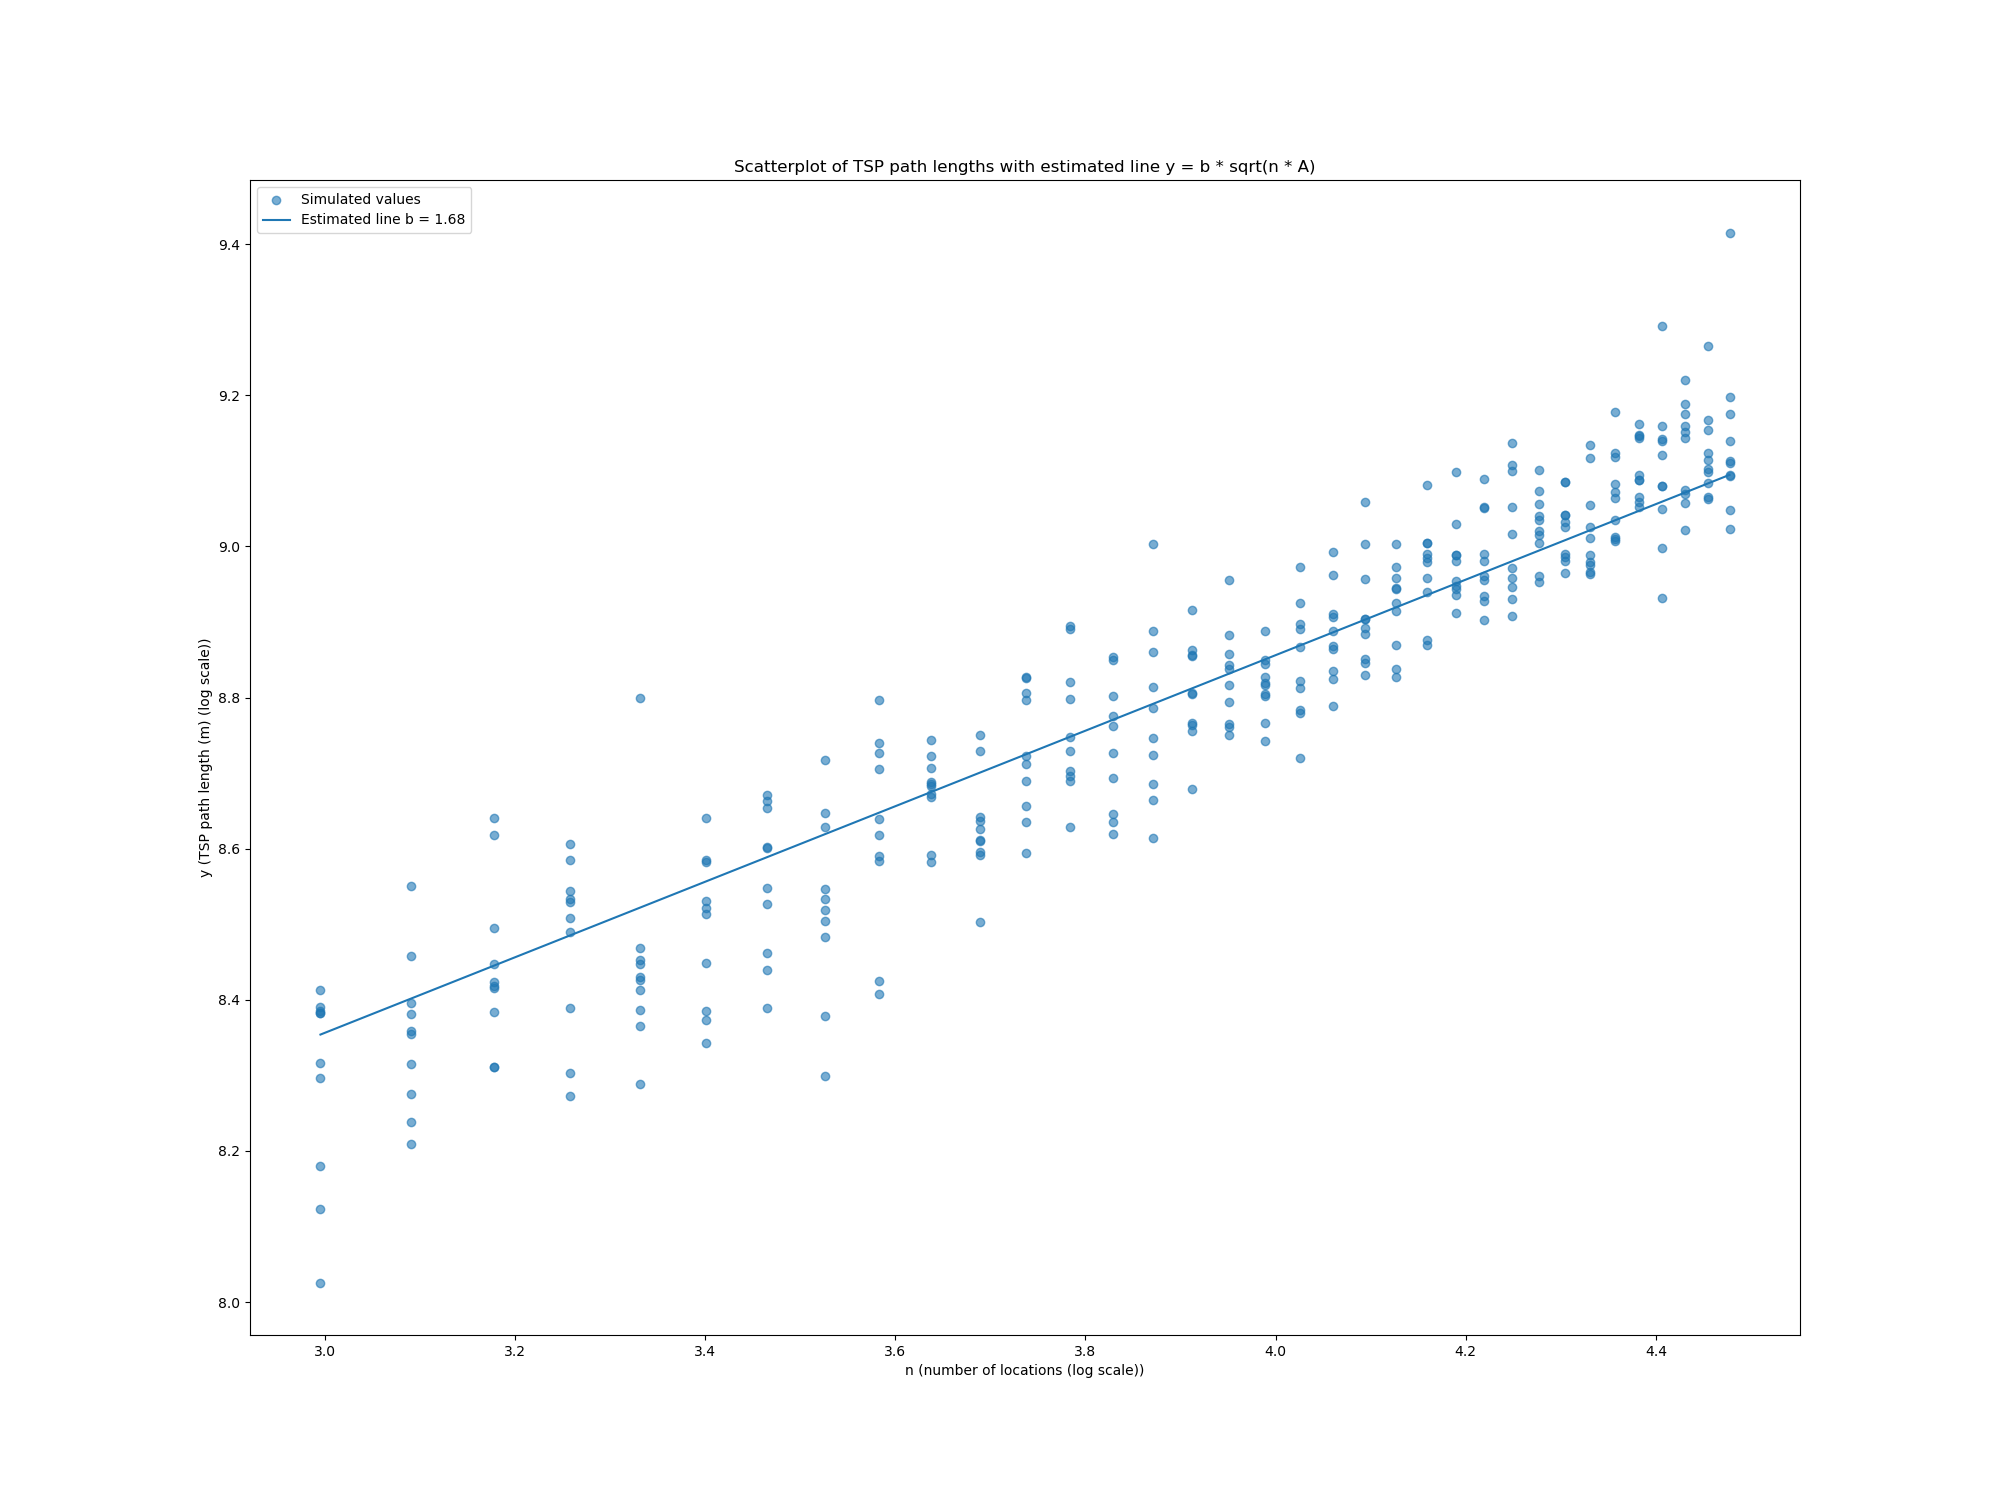 Scatterplot of TSP path lengths with estimated line y = b * sqrt(n * A)
Simulated values
Estimated line b = 1.68
9.4
9.2
9.0
8.8
8.6
8.4
8.2
8.0
y (TSP path length (m) (log scale))
3.0 3.2 3.4 3.6 3.8 4.0 4.2 4.4
n (number of locations (log scale))